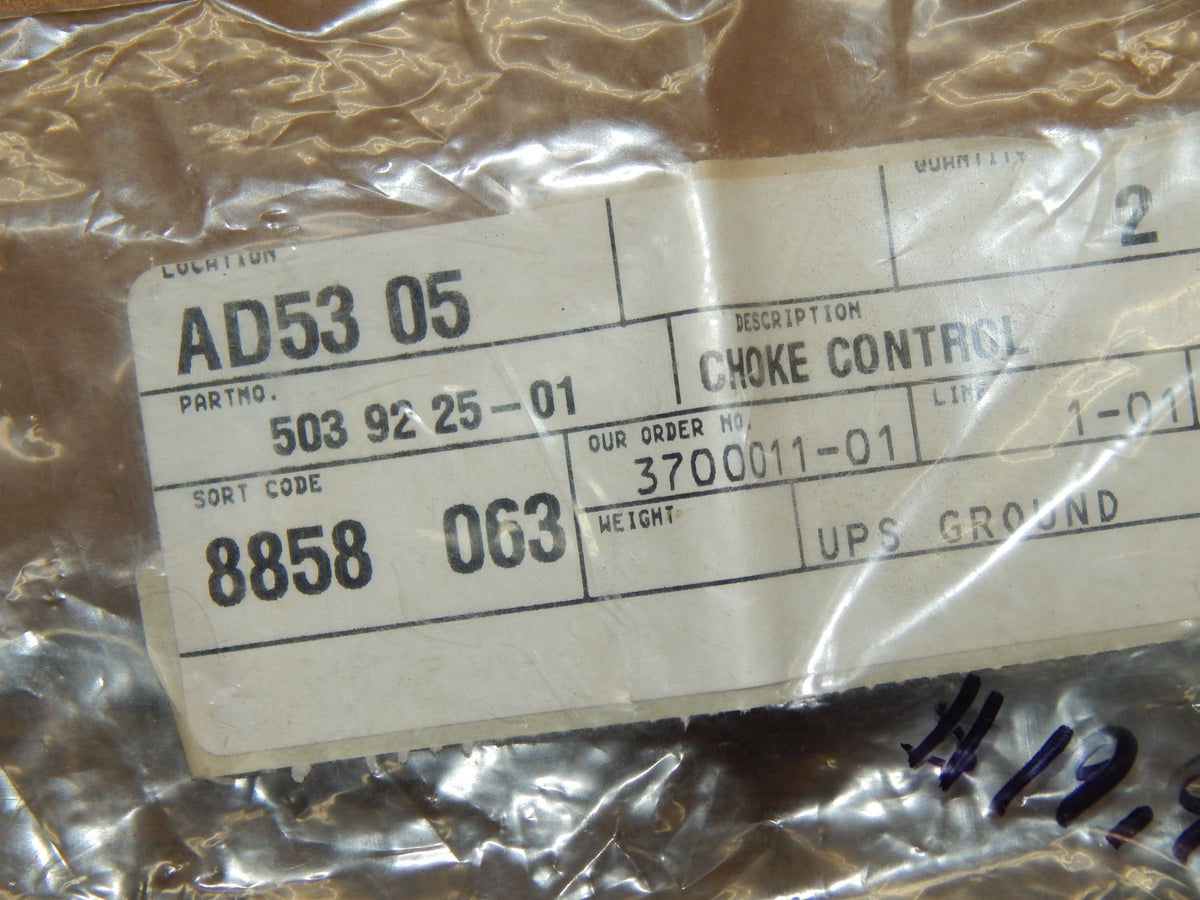 LOCATION
QUANTITY
AD53 05
2
PARTNO.
503 92 25-01
DESCRIPTION
CHOKE CONTROL
SORT CODE
8858 063
OUR ORDER NO.
3700011-01
LINE
1-01
WEIGHT
UPS GROUND